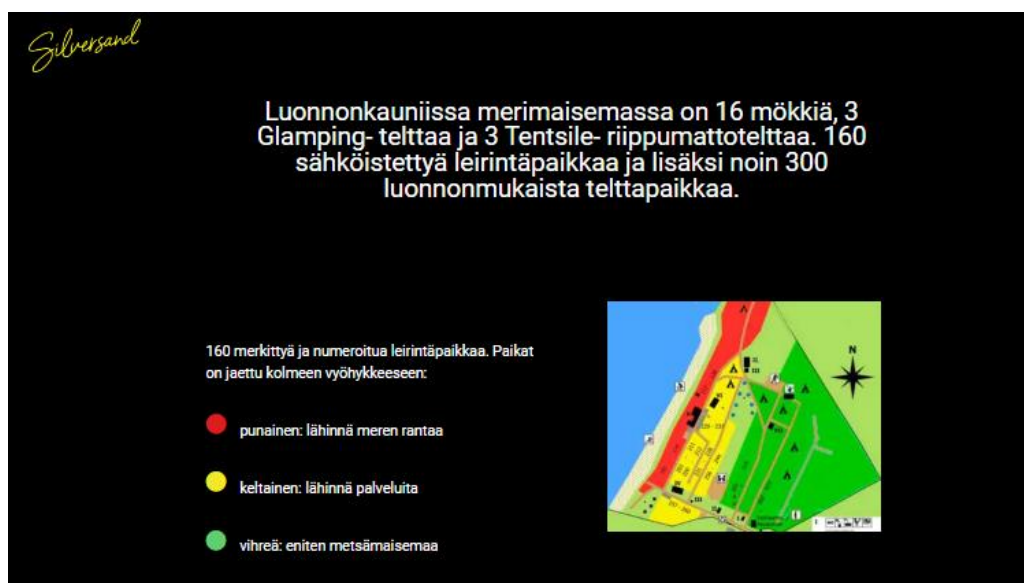 Silversand
Luonnonkauniissa merimaisemassa on 16 mökkiä, 3
Glamping- telttaa ja 3 Tentsile- riippumattotelttaa. 160
sähköistettyä leirintäpaikkaa ja lisäksi noin 300
luonnonmukaista telttapaikkaa.
160 merkittyä ja numeroitua leirintäpaikkaa. Paikat
on jaettu kolmeen vyöhykkeeseen:
punainen: lähinnä meren rantaa
keltainen: lähinnä palveluita
vihreä: eniten metsämaisemaa
N